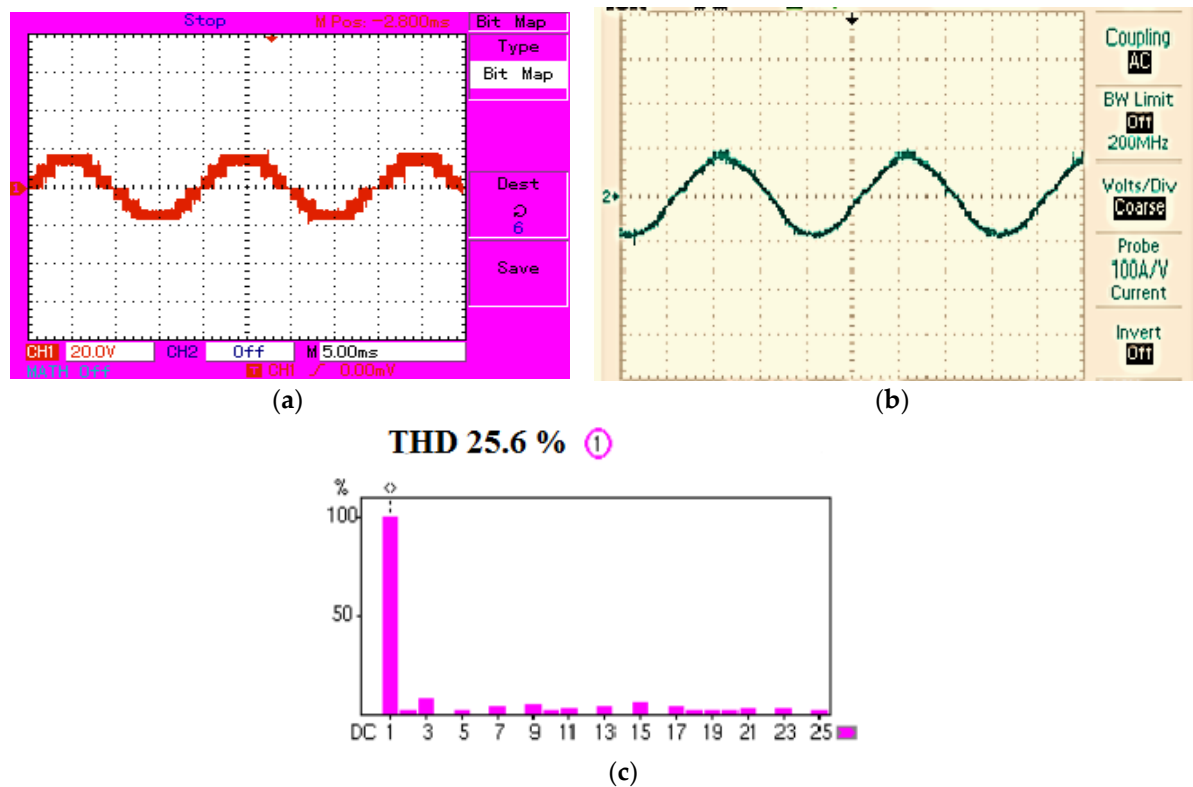 Stop M Pos: -2.800ms Bit Map
Type
Bit Map
Dest
6
Save
CH1 20.0V CH2 Off M 5.00ms
MATH Off T CH1 0.00mV
Coupling
AC
BW Limit
Off
200MHz
Volts/Div
Coarse
Probe
100A/V
Current
Invert
Off
2
(a)
(b)
THD 25.6 % 1
%
100
50
DC 1 3 5 7 9 11 13 15 17 19 21 23 25
(c)